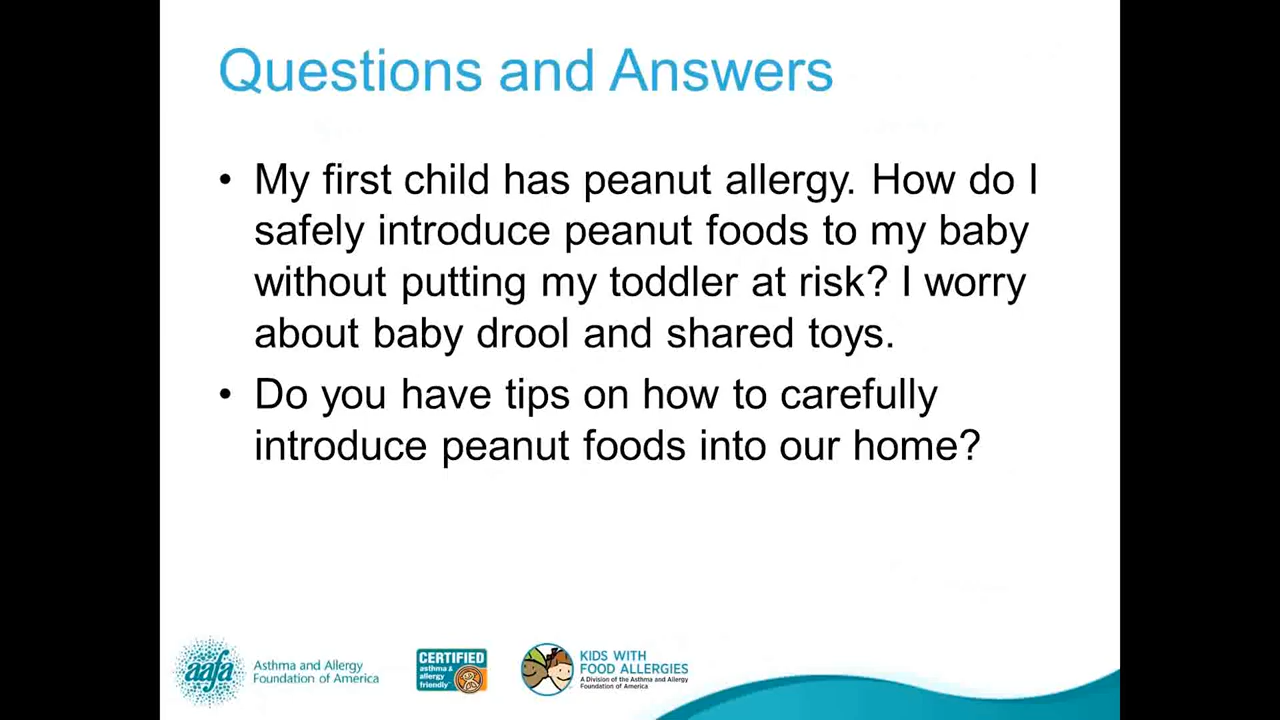 Questions and Answers
• My first child has peanut allergy. How do I
safely introduce peanut foods to my baby
without putting my toddler at risk? I worry
about baby drool and shared toys.
• Do you have tips on how to carefully
introduce peanut foods into our home?
aafa
Asthma and Allergy
Foundation of America
CERTIFIED
asthma &
allergy
friendly
KIDS WITH
FOOD ALLERGIES
A Division of the Asthma and Allergy
Foundation of America